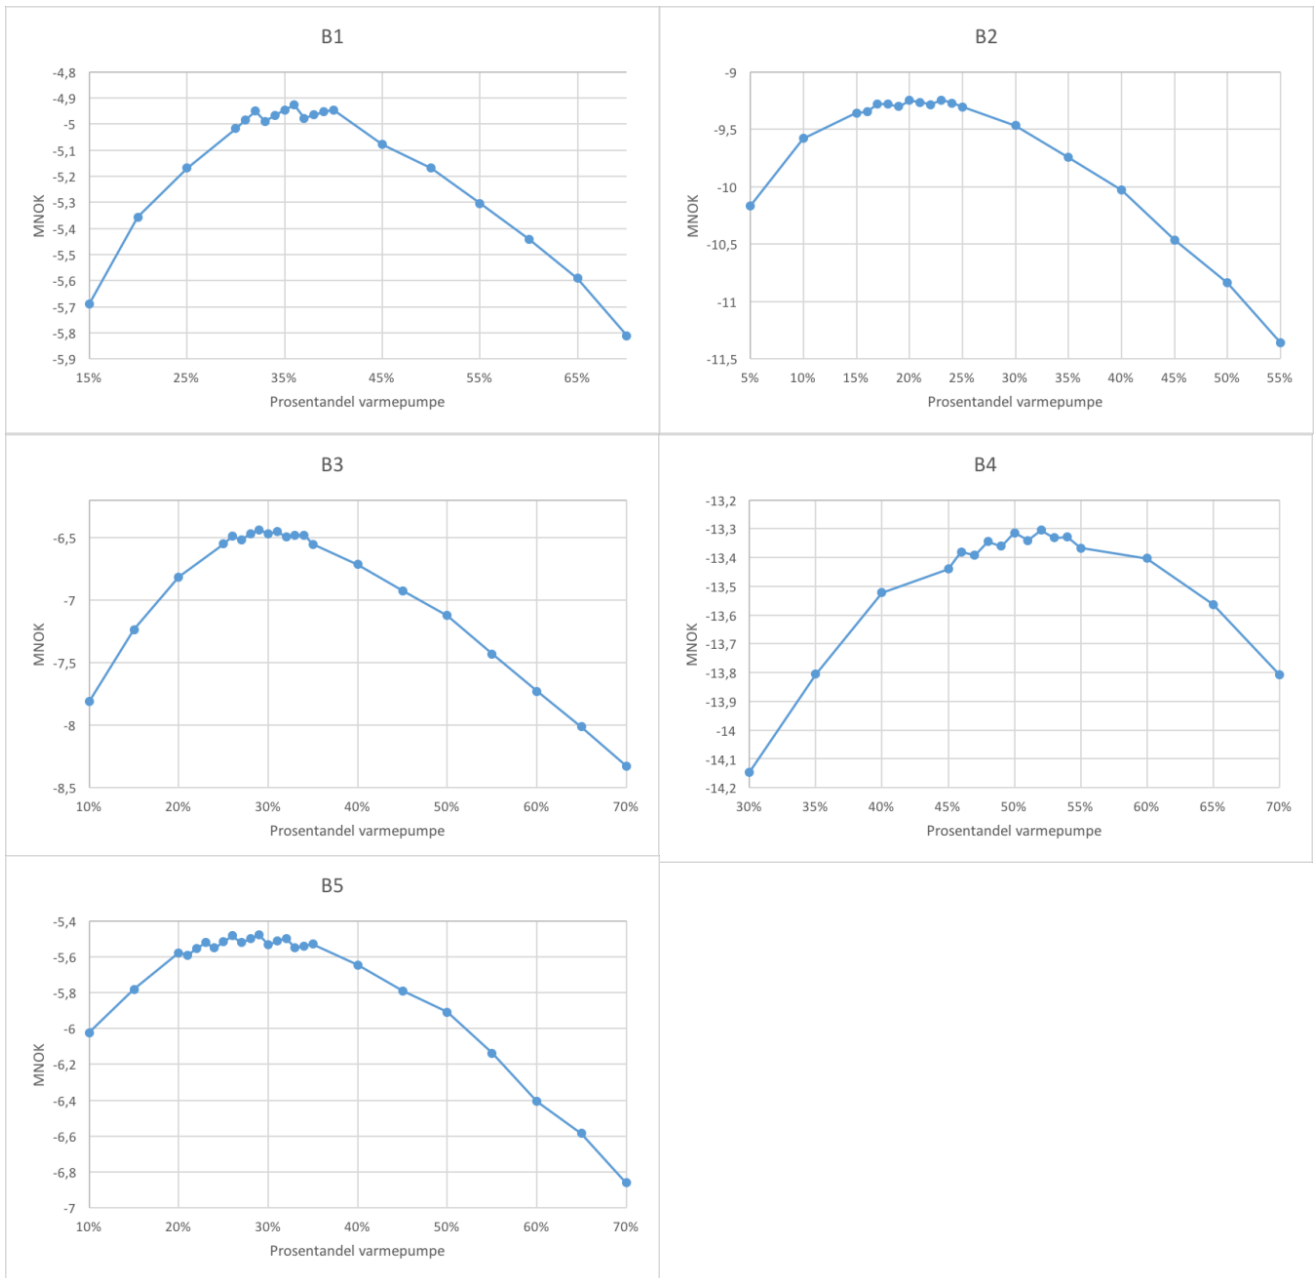 B1
-4,8
-4,9
-5
-5,1
-5,2
-5,3
-5,4
-5,5
-5,6
-5,7
-5,8
-5,9
MNOK
15% 25% 35% 45% 55% 65%
Prosentandel varmepumpe
B2
-9
-9,5
-10
-10,5
-11
-11,5
MNOK
5% 10% 15% 20% 25% 30% 35% 40% 45% 50% 55%
Prosentandel varmepumpe
B3
-6,5
-7
-7,5
-8
-8,5
MNOK
10% 20% 30% 40% 50% 60% 70%
Prosentandel varmepumpe
B4
-13,2
-13,3
-13,4
-13,5
-13,6
-13,7
-13,8
-13,9
-14
-14,1
-14,2
MNOK
30% 35% 40% 45% 50% 55% 60% 65% 70%
Prosentandel varmepumpe
B5
-5,4
-5,6
-5,8
-6
-6,2
-6,4
-6,6
-6,8
-7
MNOK
10% 20% 30% 40% 50% 60% 70%
Prosentandel varmepumpe